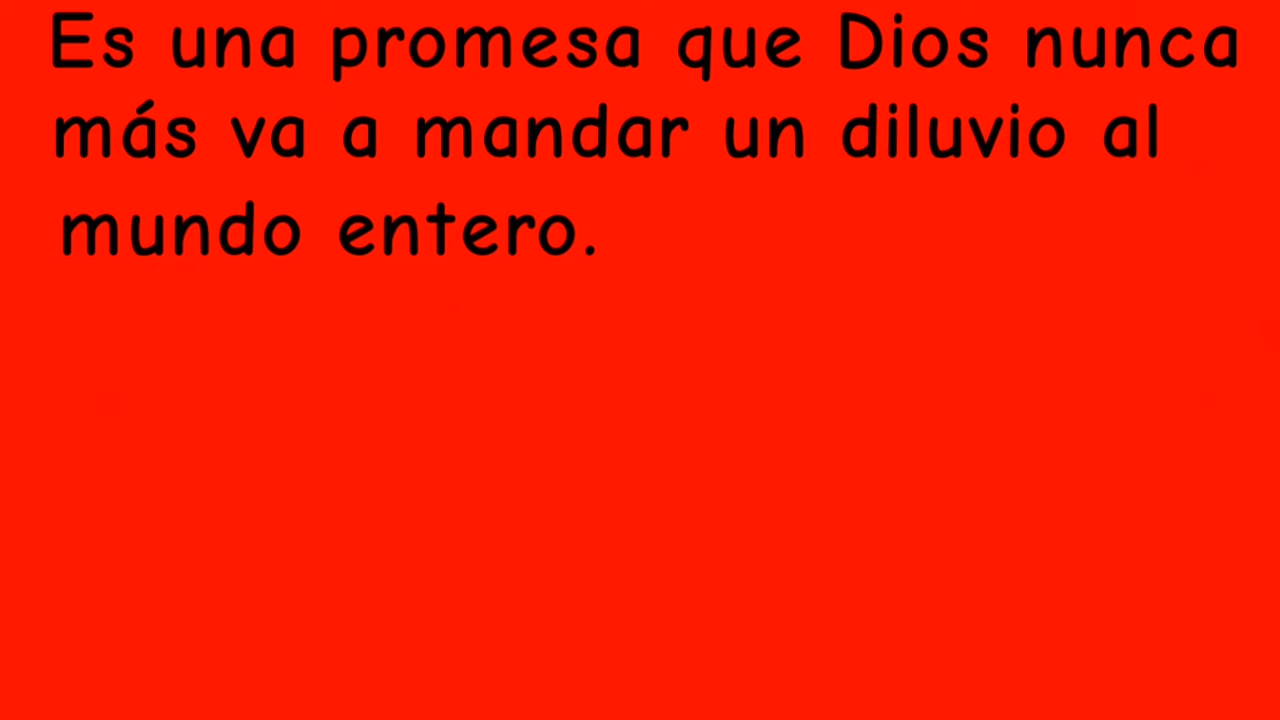 Es una promesa que Dios nunca
más va a mandar un diluvio al
mundo entero.